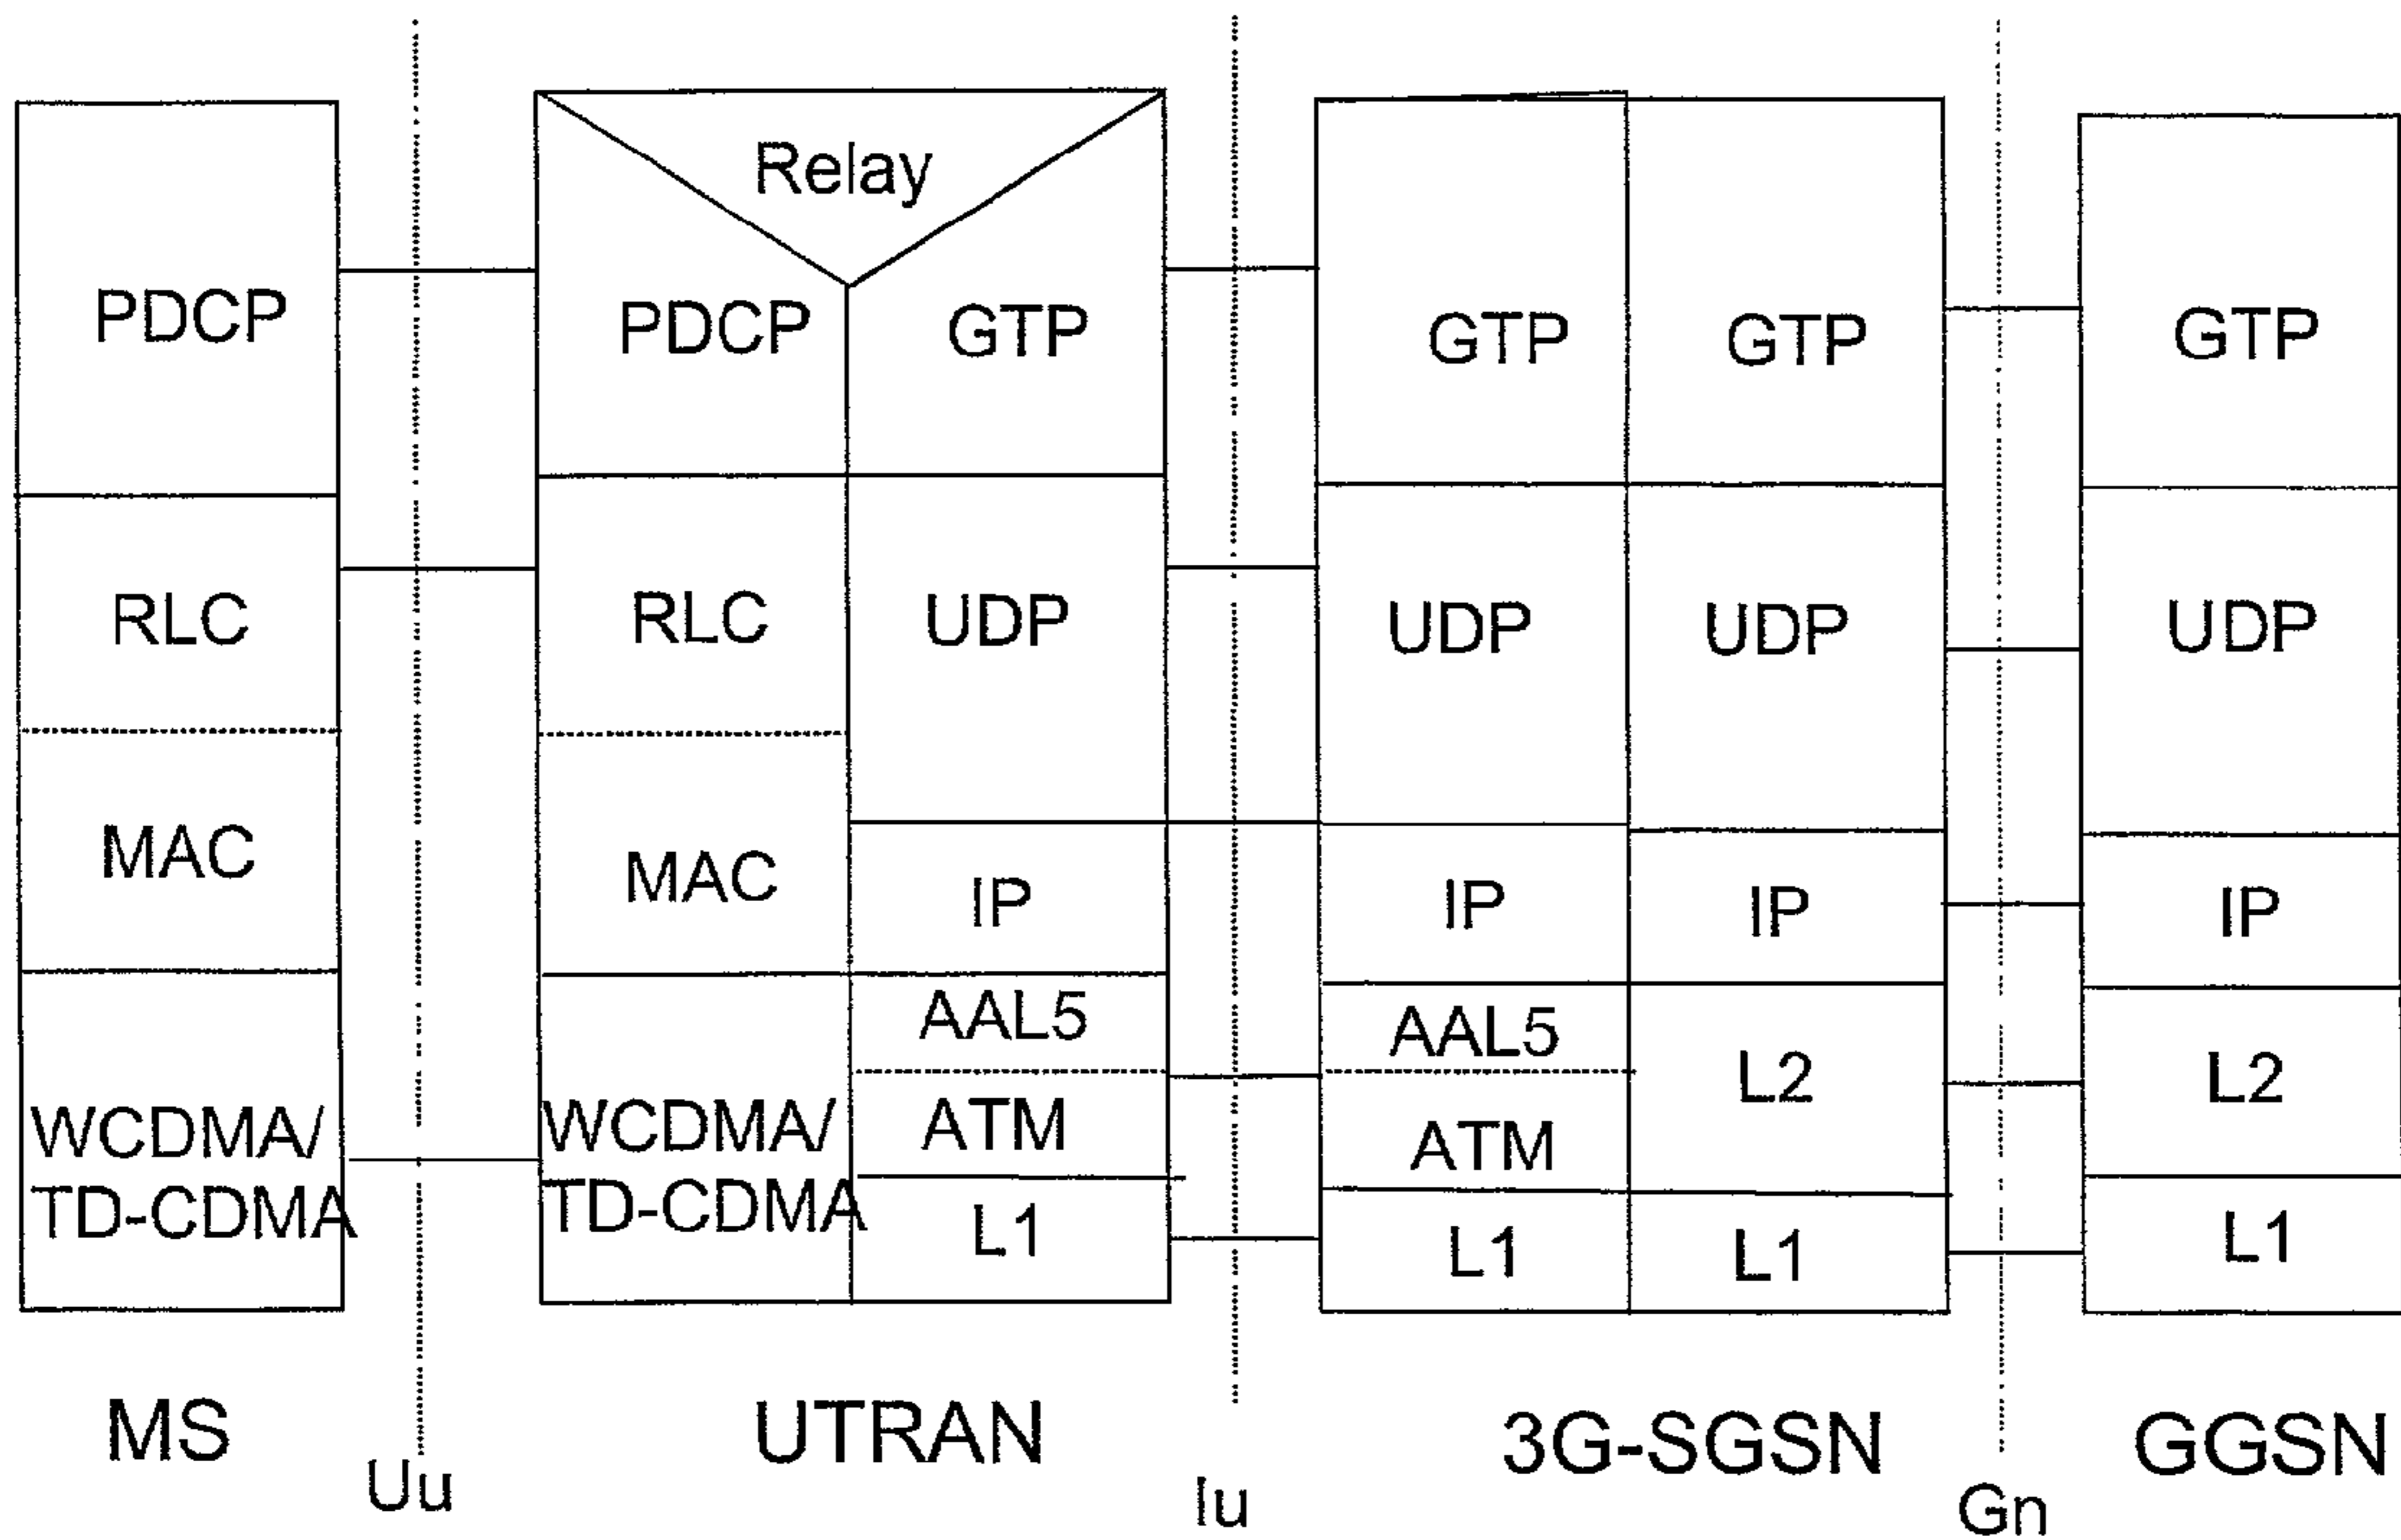 Relay
PDCP
PDCP
GTP
GTP
GTP
GTP
RLC
RLC
UDP
UDP
UDP
UDP
MAC
MAC
IP
IP
IP
IP
AAL5
AAL5
L2
L2
WCDMA/
TD-CDMA
WCDMA/
TD-CDMA
ATM
ATM
L1
L1
L1
L1
MS
UTRAN
3G-SGSN
GGSN
Uu
Iu
Gn